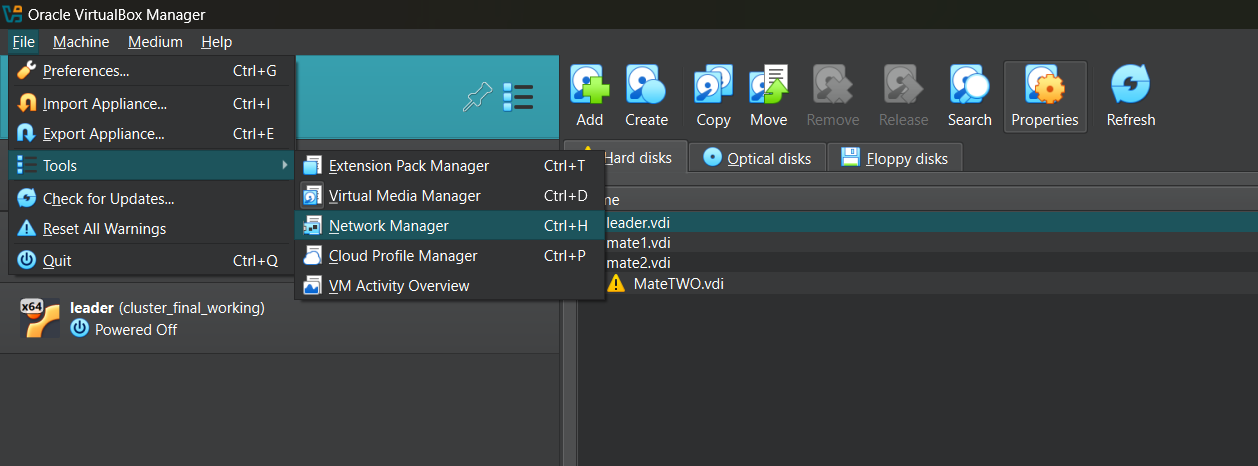 Oracle VirtualBox Manager
File Machine Medium Help
Preferences... Ctrl+G
Import Appliance... Ctrl+I
Export Appliance... Ctrl+E
Tools
Check for Updates...
Reset All Warnings
Quit Ctrl+Q
Extension Pack Manager Ctrl+T
Virtual Media Manager Ctrl+D
Network Manager Ctrl+H
Cloud Profile Manager Ctrl+P
VM Activity Overview
Add Create Copy Move Remove Release Search Properties Refresh
Hard disks Optical disks Floppy disks
me
leader.vdi
mate1.vdi
mate2.vdi
MateTWO.vdi
x64
leader (cluster_final_working)
Powered Off